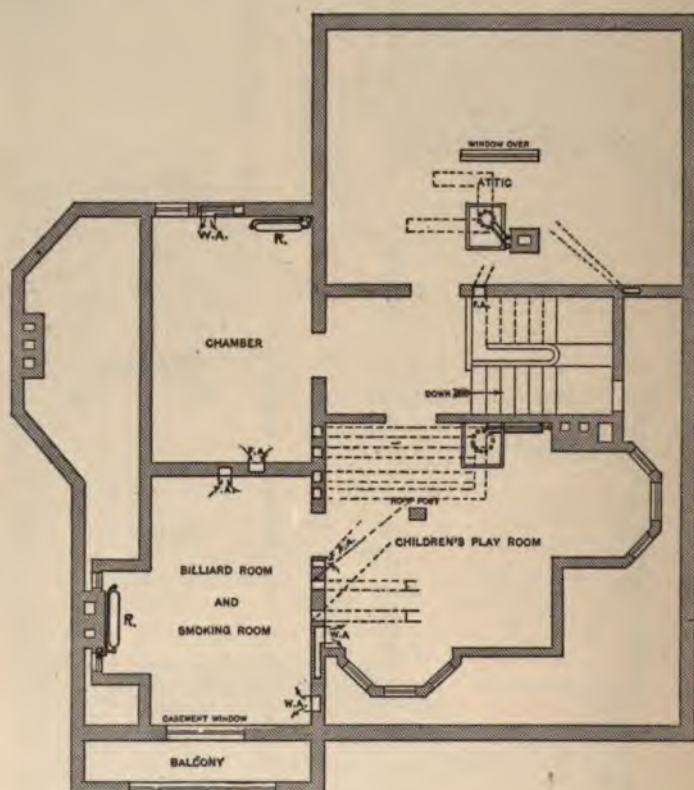 WINDOW OVER
ATTIC
W.A.
R.
F.A.
CHAMBER
DOWN
F.A.
F.A.
ROOF POST
F.A.
CHILDREN'S PLAY ROOM
BILLIARD ROOM
AND
SMOKING ROOM
R.
W.A
W.A.
CASEMENT WINDOW
BALCONY